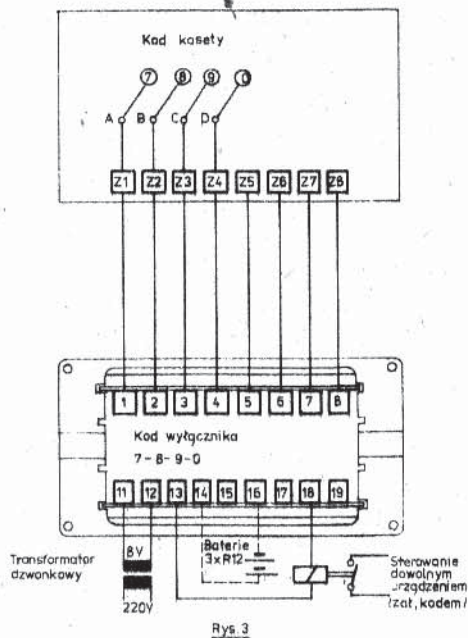 Kod kasety
7 8 9 0
A B C D
Z1 Z2 Z3 Z4 Z5 Z6 Z7 Z8
1 2 3 4 5 6 7 8
Kod wyłącznika
7-8-9-0
11 12 13 14 15 16 17 18 19
Transformator
dzwonkowy
8V
220V
Baterie
3xR12
Sterowanie
dowolnym
urządzeniem
/zał, kodem/
Rys. 3